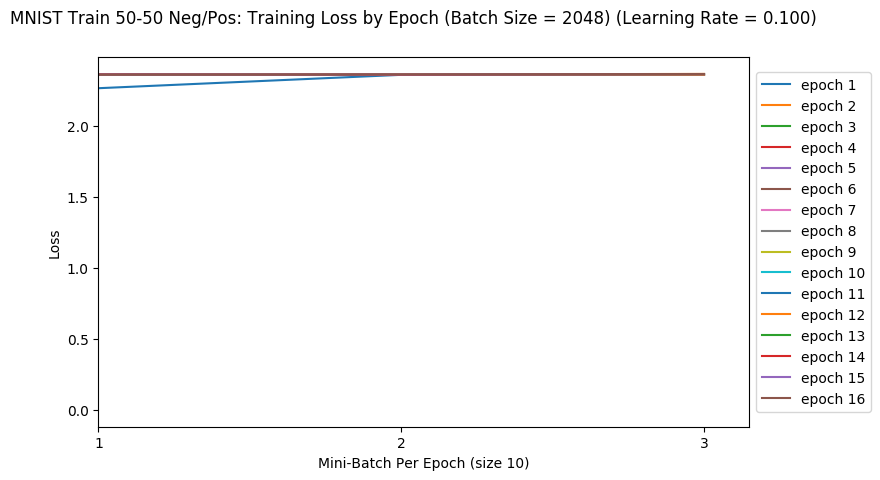 MNIST Train 50-50 Neg/Pos: Training Loss by Epoch (Batch Size = 2048) (Learning Rate = 0.100)
2.0
1.5
1.0
0.5
0.0
Loss
1
2
3
Mini-Batch Per Epoch (size 10)
epoch 1
epoch 2
epoch 3
epoch 4
epoch 5
epoch 6
epoch 7
epoch 8
epoch 9
epoch 10
epoch 11
epoch 12
epoch 13
epoch 14
epoch 15
epoch 16